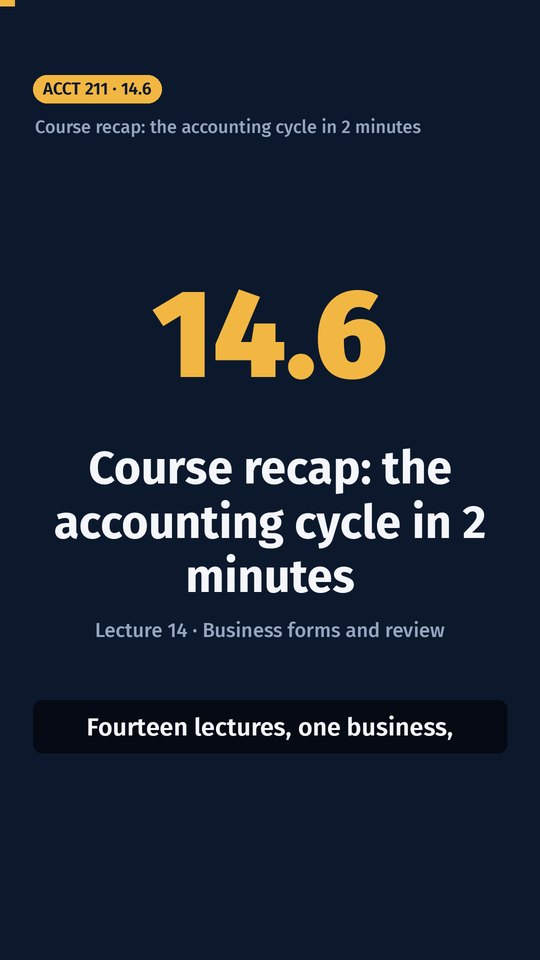 ACCT 211 · 14.6
Course recap: the accounting cycle in 2 minutes
14.6
Course recap: the
accounting cycle in 2
minutes
Lecture 14 · Business forms and review
Fourteen lectures, one business,